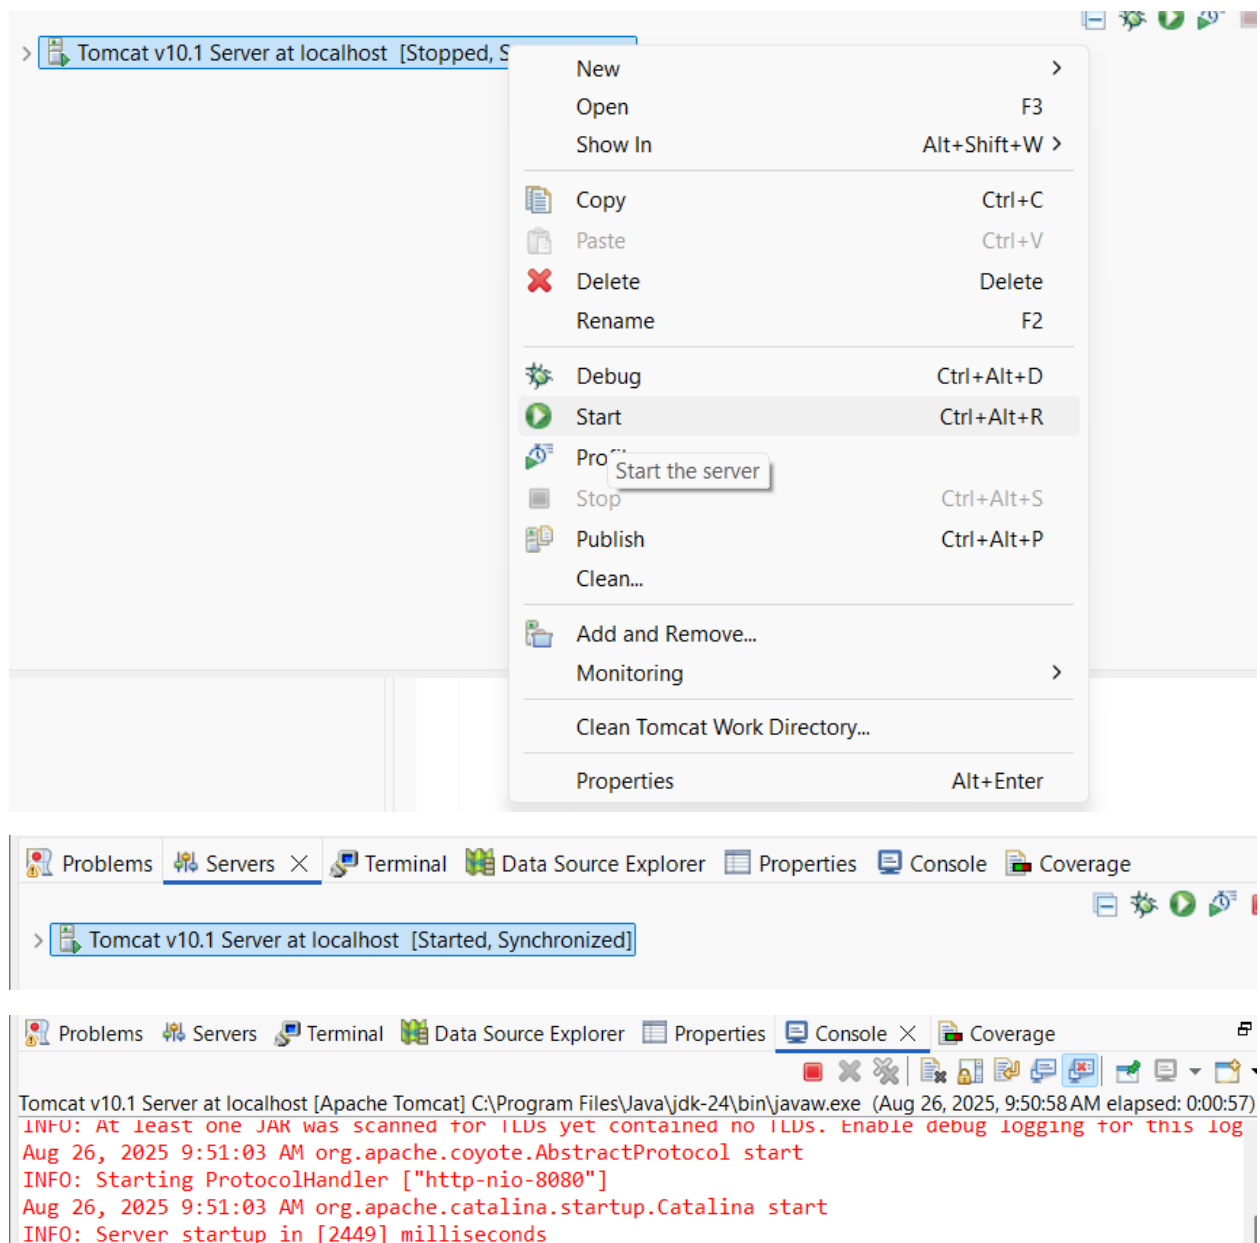 Tomcat v10.1 Server at localhost [Stopped, S
New
Open F3
Show In Alt+Shift+W
Copy Ctrl+C
Paste Ctrl+V
Delete Delete
Rename F2
Debug Ctrl+Alt+D
Start Ctrl+Alt+R
Start the server
Stop Ctrl+Alt+S
Publish Ctrl+Alt+P
Clean...
Add and Remove...
Monitoring
Clean Tomcat Work Directory...
Properties Alt+Enter
Problems Servers Terminal Data Source Explorer Properties Console Coverage
Tomcat v10.1 Server at localhost [Started, Synchronized]
Problems Servers Terminal Data Source Explorer Properties Console Coverage
Tomcat v10.1 Server at localhost [Apache Tomcat] C:\Program Files\Java\jdk-24\bin\javaw.exe (Aug 26, 2025, 9:50:58 AM elapsed: 0:00:57)
INFO: At least one JAR was scanned for TLDs yet contained no TLDs. Enable debug logging for this log
Aug 26, 2025 9:51:03 AM org.apache.coyote.AbstractProtocol start
INFO: Starting ProtocolHandler ["http-nio-8080"]
Aug 26, 2025 9:51:03 AM org.apache.catalina.startup.Catalina start
INFO: Server startup in [2449] milliseconds